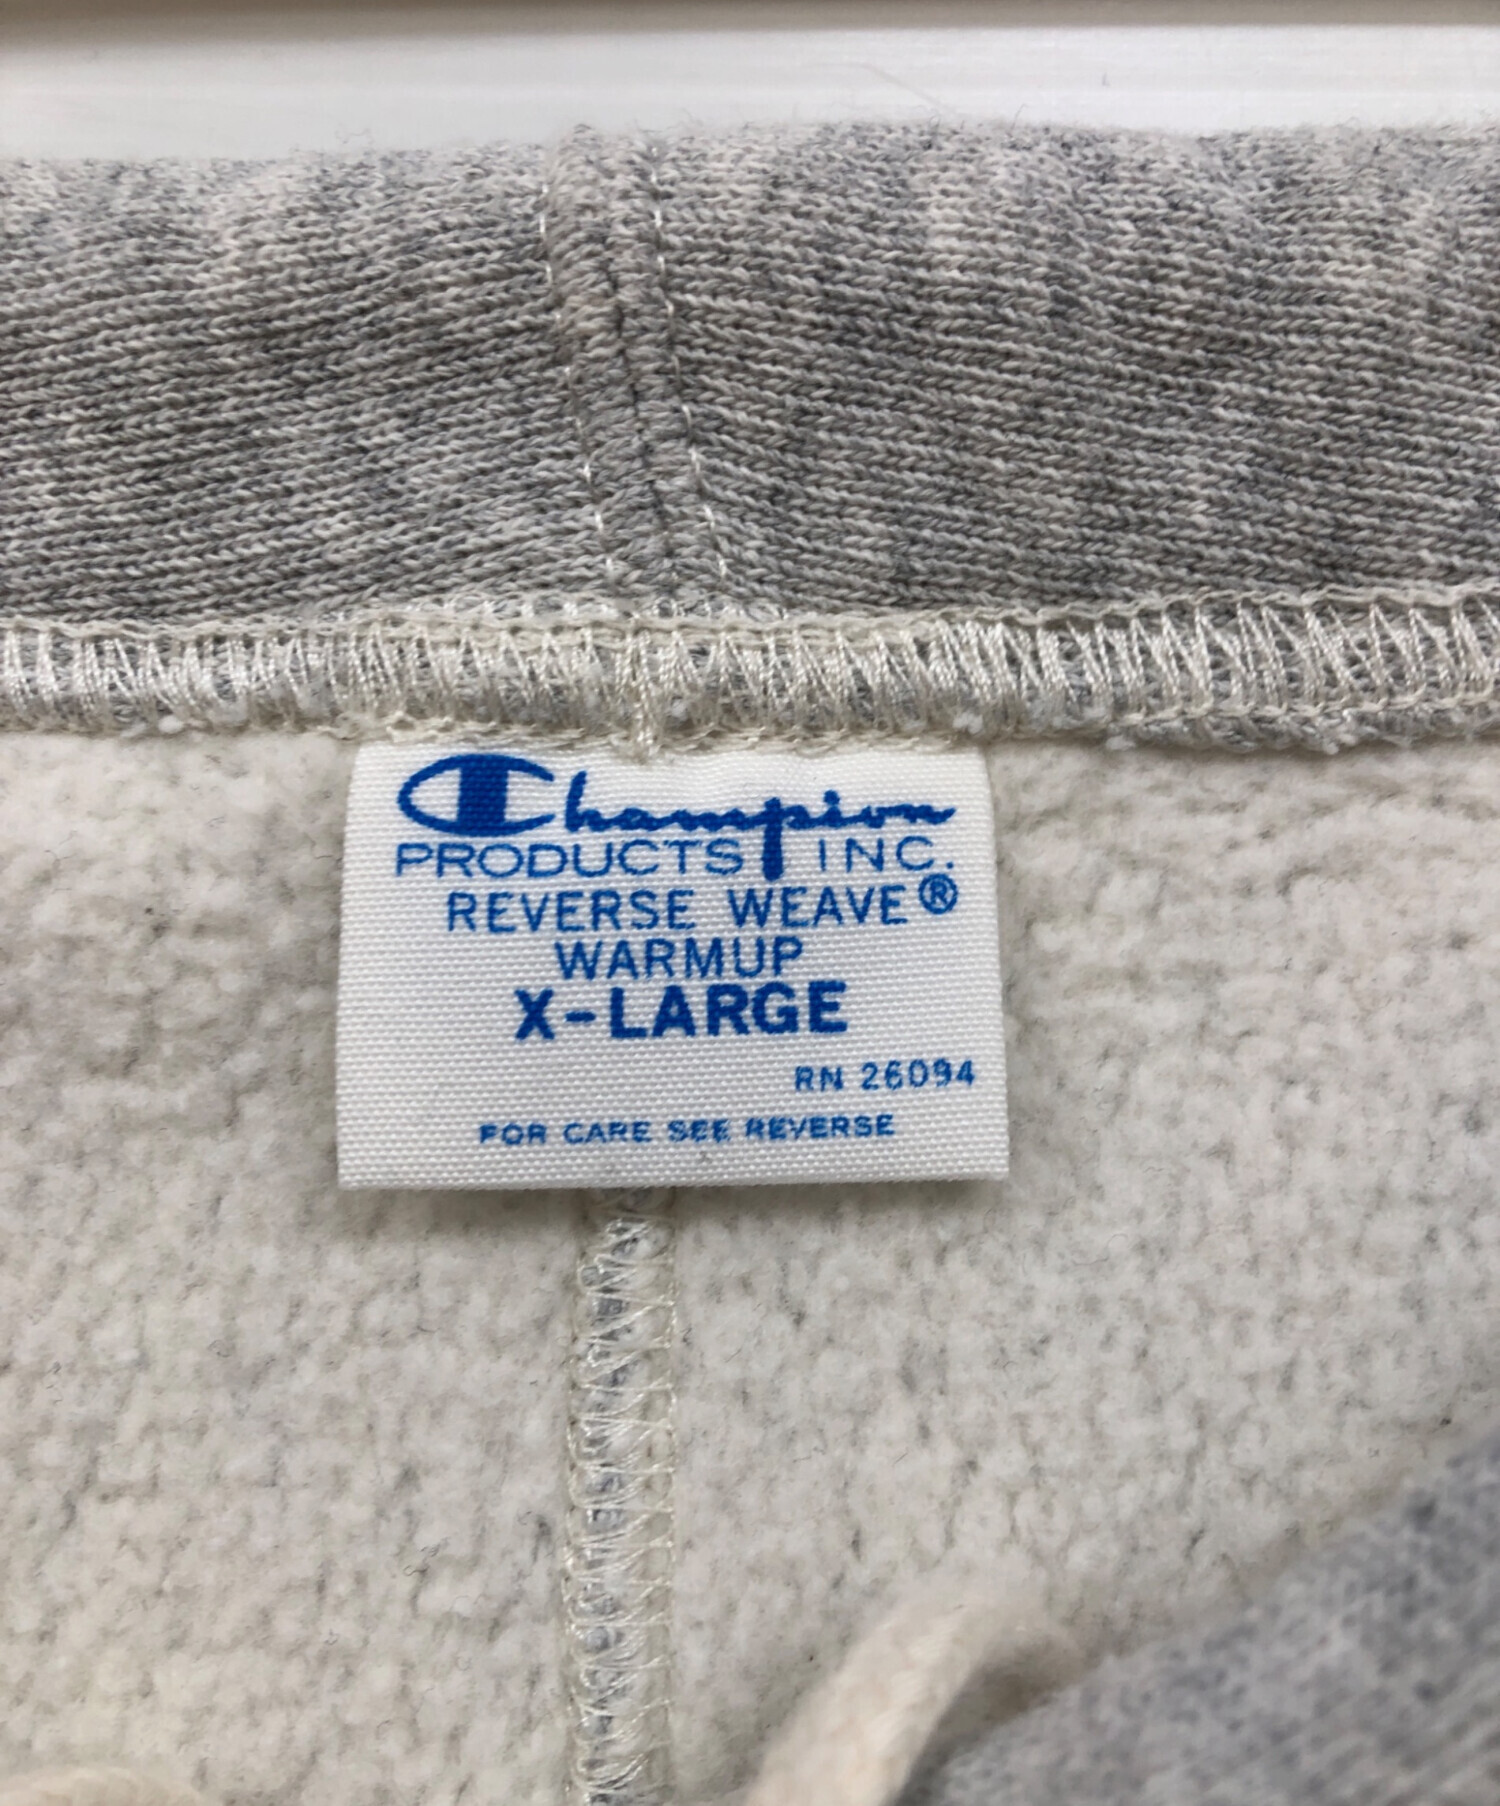 Champion
PRODUCTS INC.
REVERSE WEAVE®
WARMUP
X-LARGE
RN 26094
FOR CARE SEE REVERSE